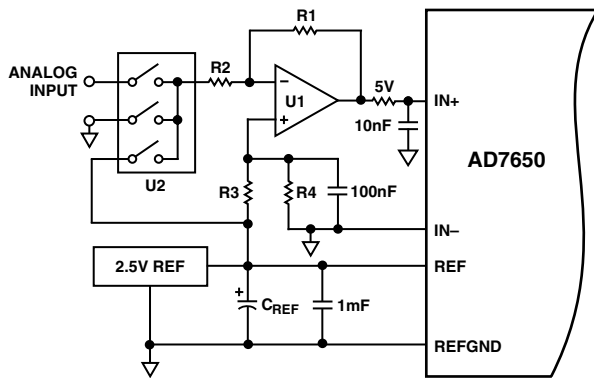 R1
ANALOG
INPUT
R2
U1
5V
IN+
10nF
AD7650
U2
R3
R4
100nF
IN–
2.5V REF
REF
+
CREF
1mF
REFGND